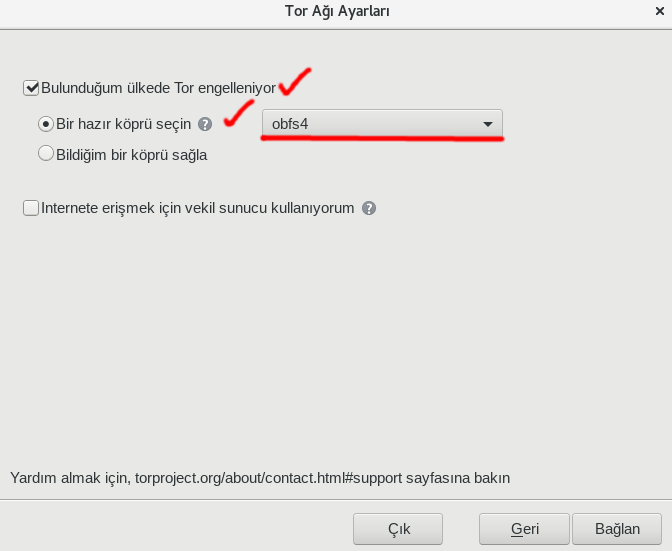 Tor Ağı Ayarları
Bulunduğum ülkede Tor engelleniyor
Bir hazır köprü seçin ? obfs4
Bildiğim bir köprü sağla
Internete erişmek için vekil sunucu kullanıyorum ?
Yardım almak için, torproject.org/about/contact.html#support sayfasına bakın
Çık Geri Bağlan